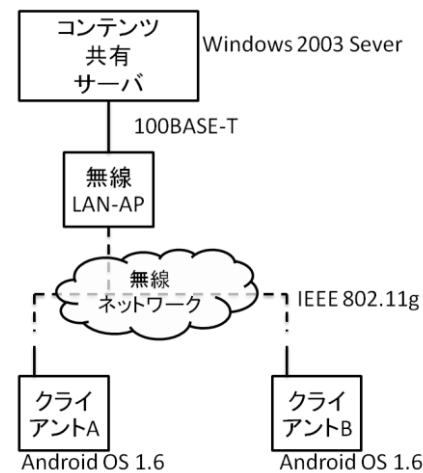 コンテンツ
共有
サーバ
Windows 2003 Sever
100BASE-T
無線
LAN-AP
無線
ネットワーク
IEEE 802.11g
クライ
アントA
クライ
アントB
Android OS 1.6
Android OS 1.6